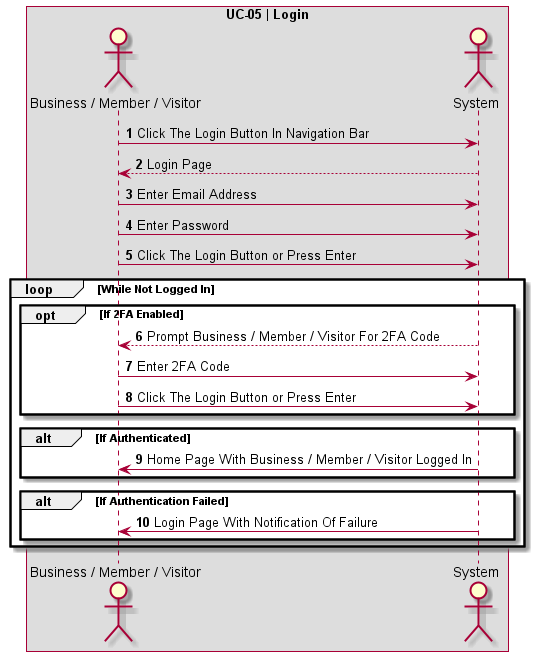 UC-05 | Login
Business / Member / Visitor
System
1 Click The Login Button In Navigation Bar
2 Login Page
3 Enter Email Address
4 Enter Password
5 Click The Login Button or Press Enter
loop [While Not Logged In]
opt [If 2FA Enabled]
6 Prompt Business / Member / Visitor For 2FA Code
7 Enter 2FA Code
8 Click The Login Button or Press Enter
alt [If Authenticated]
9 Home Page With Business / Member / Visitor Logged In
alt [If Authentication Failed]
10 Login Page With Notification Of Failure
Business / Member / Visitor
System